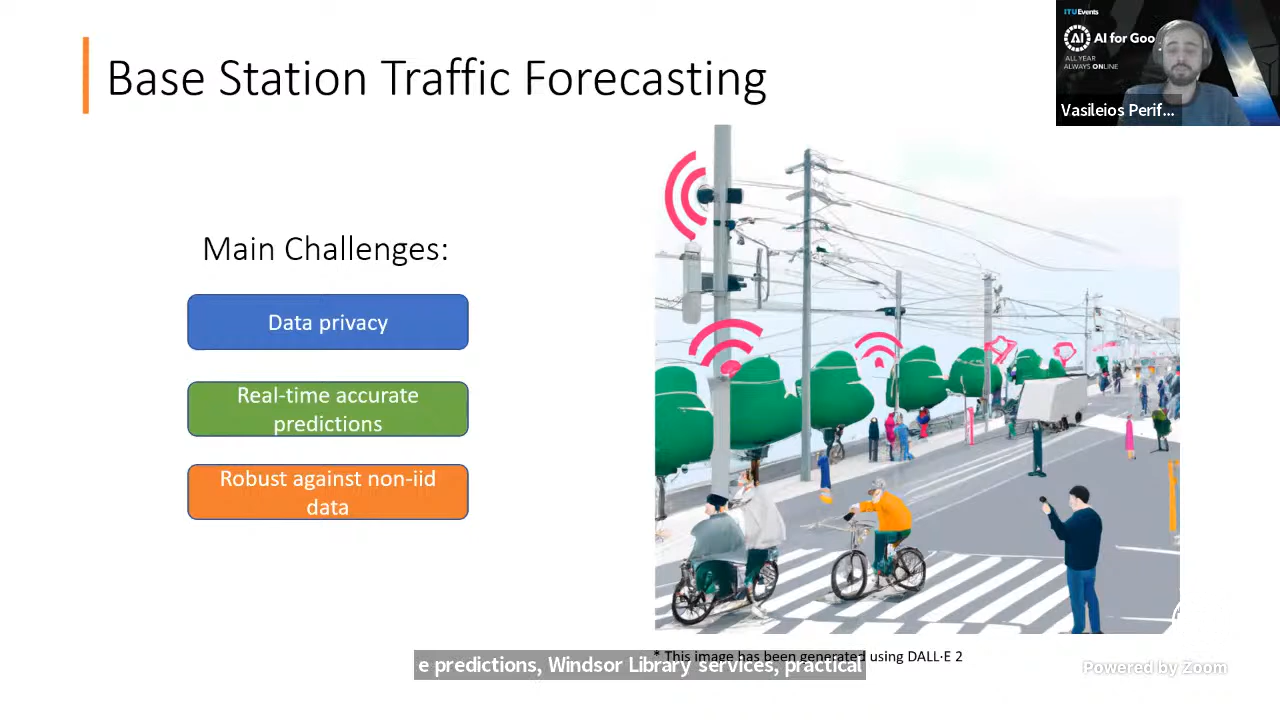 Base Station Traffic Forecasting
ITUEvents
AI
AI for Goo
ALL YEAR
ALWAYS ONLINE
Vasileios Perif...
Main Challenges:
Data privacy
Real-time accurate
predictions
Robust against non-iid
data
* This image has been generated using DALL·E 2
e predictions, Windsor Library services, practical
Powered by Zoom